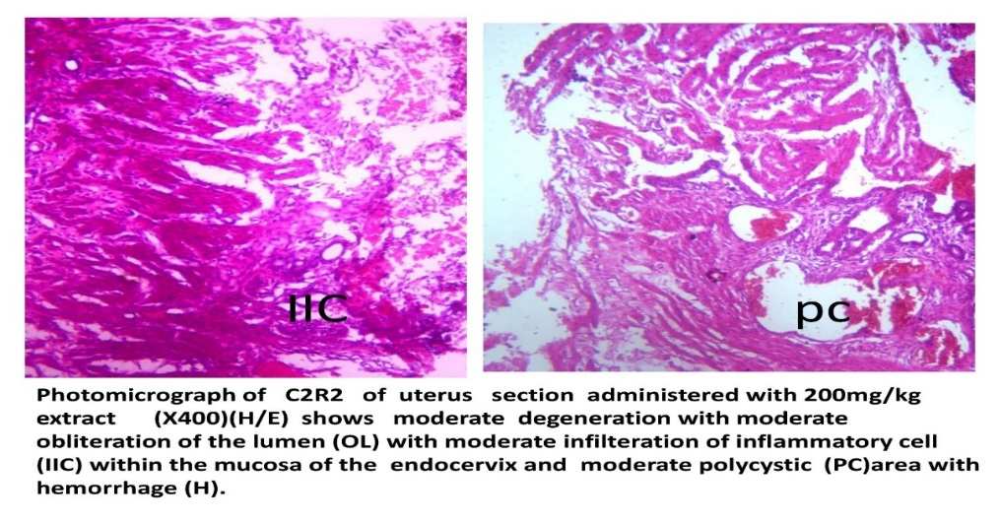 IIC
pc
Photomicrograph of C2R2 of uterus section administered with 200mg/kg
extract (X400)(H/E) shows moderate degeneration with moderate
obliteration of the lumen (OL) with moderate infilteration of inflammatory cell
(IIC) within the mucosa of the endocervix and moderate polycystic (PC)area with
hemorrhage (H).